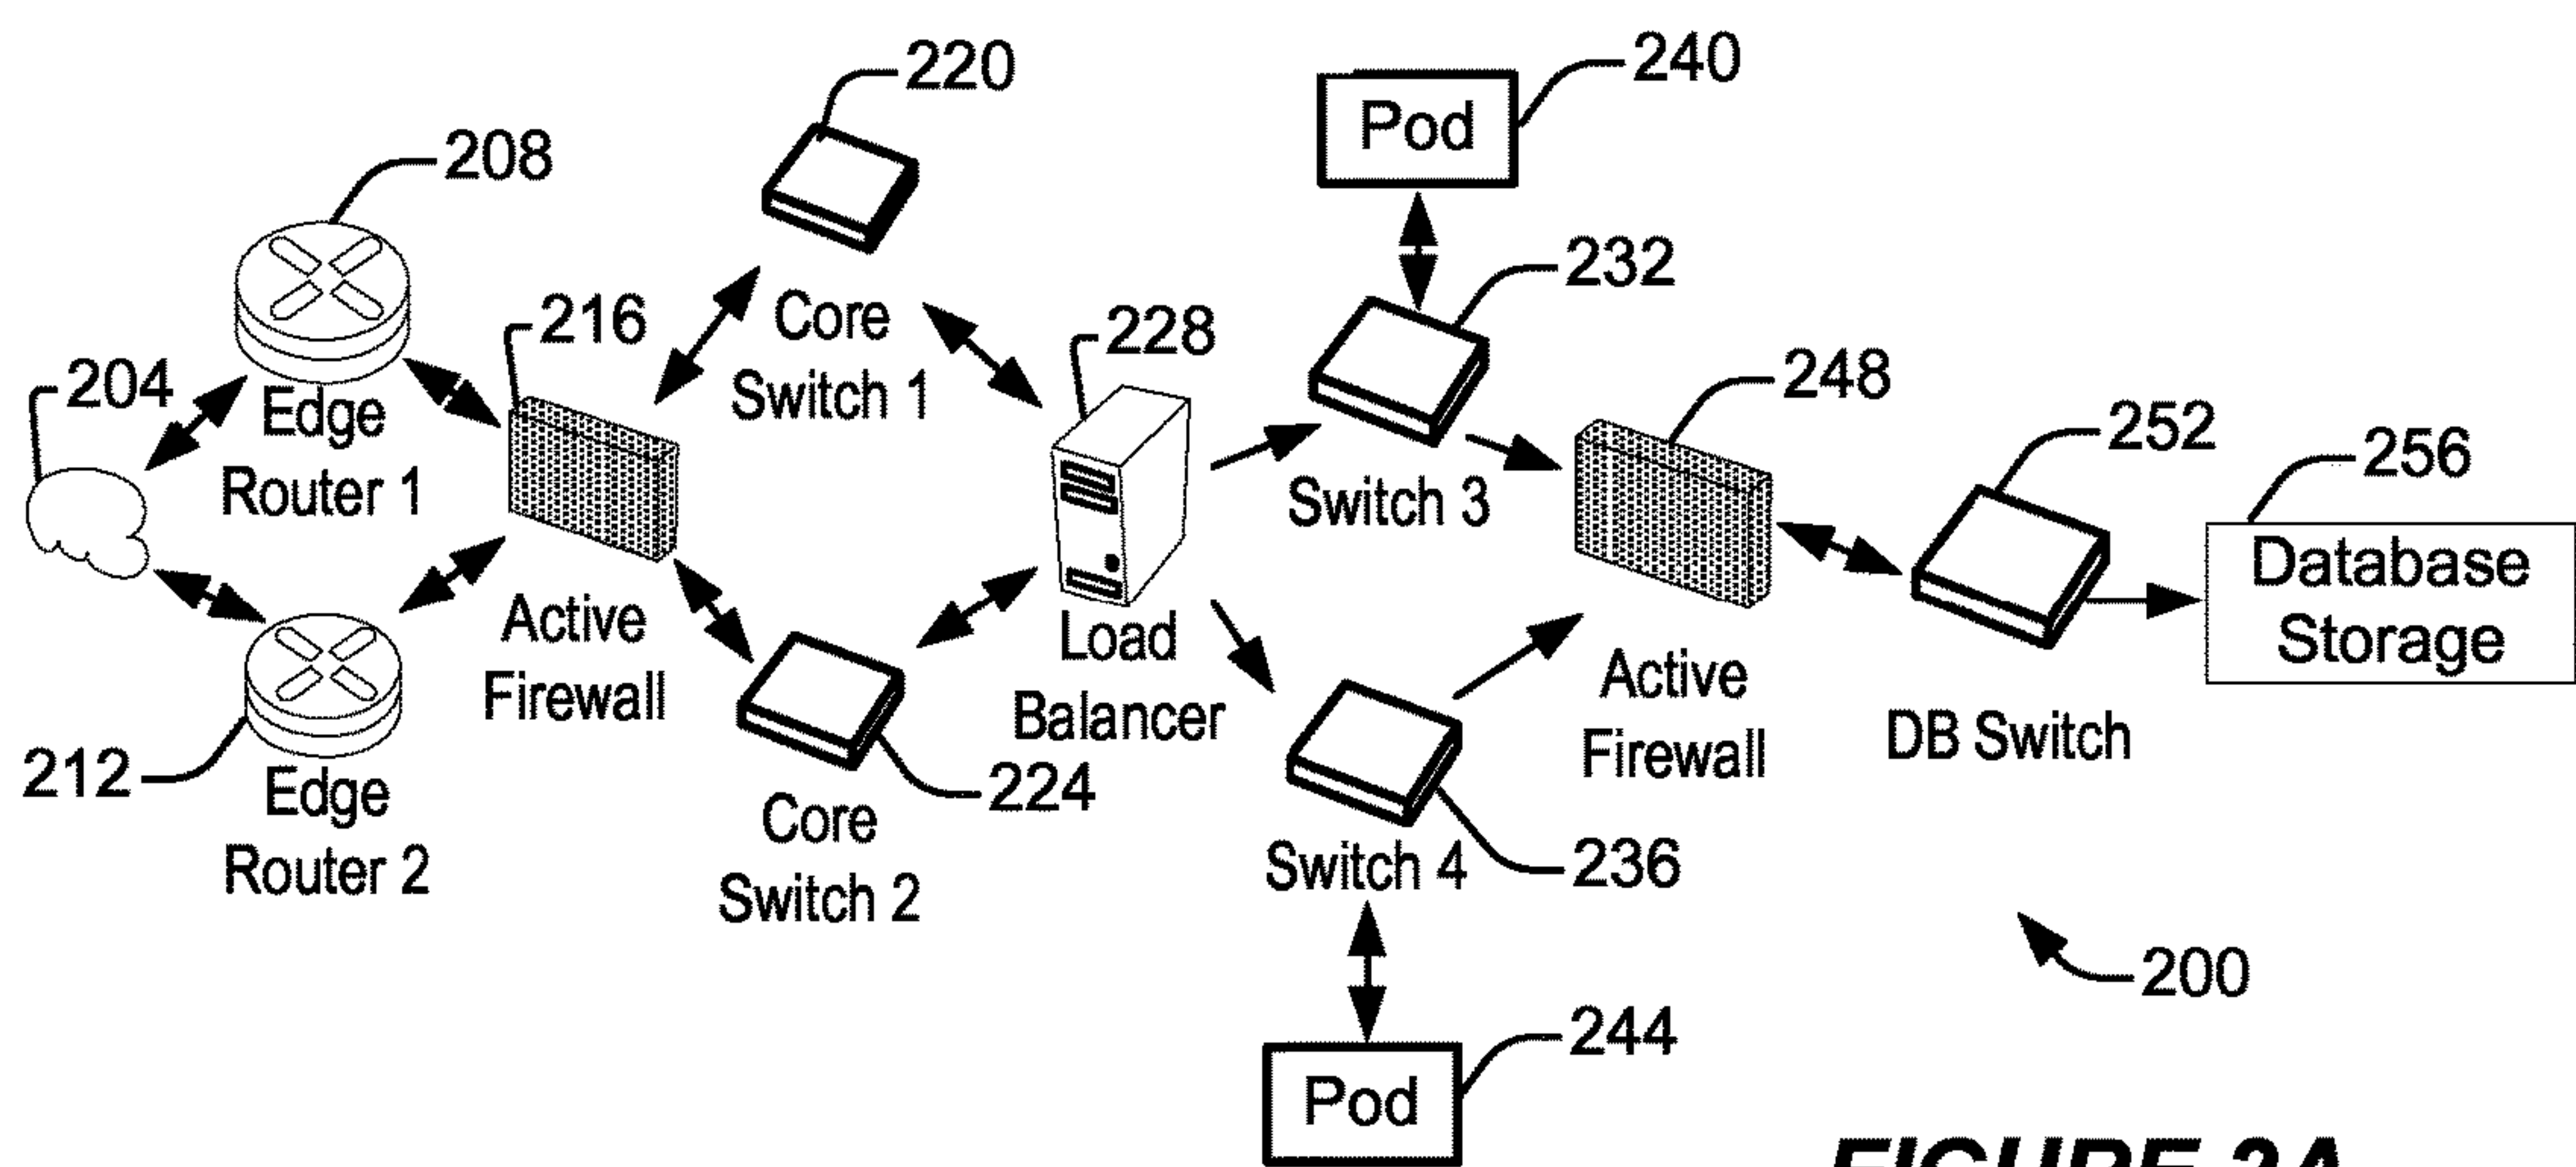 220
240
Pod
208
232
216
Core
Switch 1
228
248
204
Edge
Router 1
252
256
Switch 3
Database
Storage
Active
Firewall
Load
Balancer
Active
Firewall
DB Switch
212
Edge
Router 2
224
Core
Switch 2
Switch 4
236
200
244
Pod
FIGURE 2A